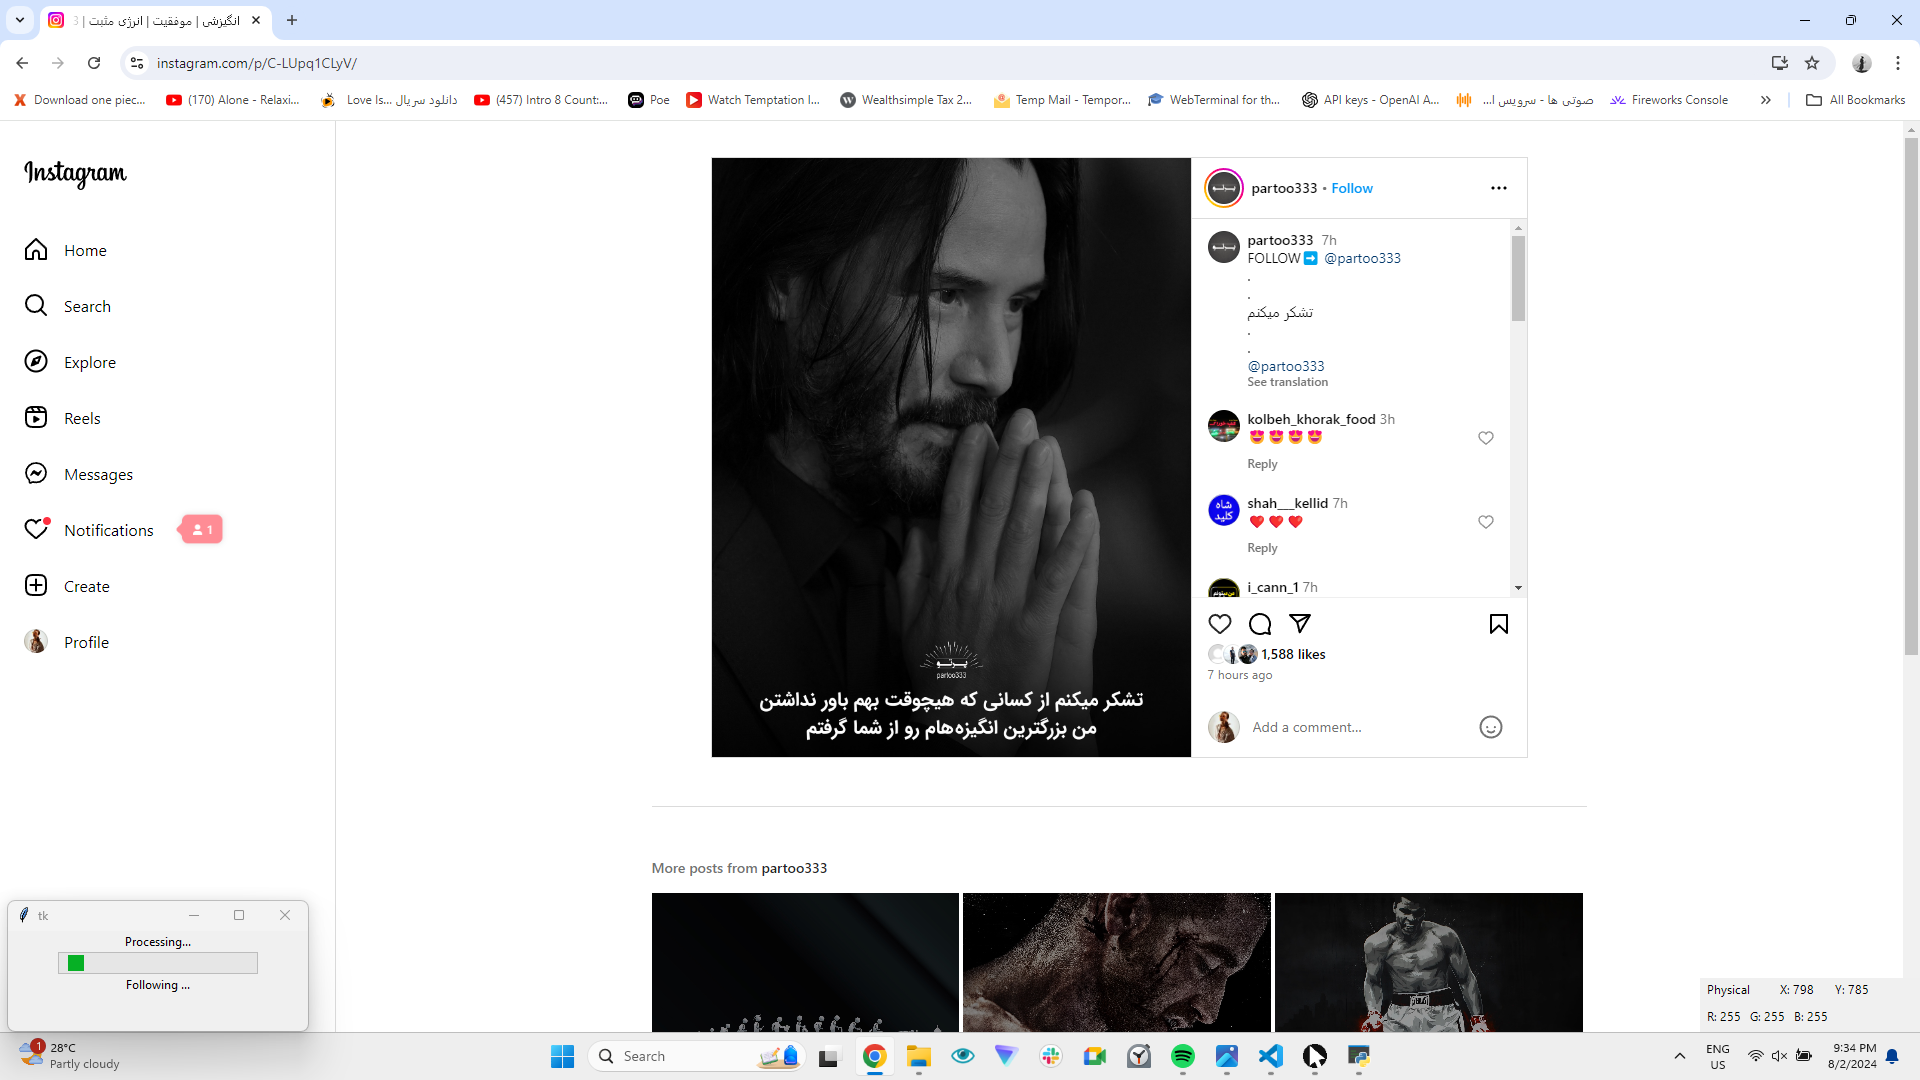 انگیزشی | موفقیت | انرژی مثبت | 3
instagram.com/p/C-LUpq1CLyV/
Download one piec...
(170) Alone - Relaxi...
Love Is... دانلود سریال
(457) Intro 8 Count:...
Poe
Watch Temptation I...
Wealthsimple Tax 2...
Temp Mail - Tempor...
WebTerminal for th...
API keys - OpenAI A...
صوتی ها - سرویس ا...
Fireworks Console
All Bookmarks
Instagram
Home
Search
Explore
Reels
Messages
Notifications
1
Create
Profile
پرتو
partoo333
تشکر میکنم از کسانی که هیچوقت بهم باور نداشتن
من بزرگترین انگیزه‌هام رو از شما گرفتم
partoo333 • Follow
partoo333 7h
FOLLOW➡️ @partoo333
.
.
تشکر میکنم
.
.
@partoo333
See translation
kolbeh_khorak_food 3h
😍😍😍😍
Reply
شاه
کلید
shah___kellid 7h
❤️❤️❤️
Reply
i_cann_1 7h
1,588 likes
7 hours ago
Add a comment...
More posts from partoo333
tk
Processing...
Following ...
Physical X: 798 Y: 785
R: 255 G: 255 B: 255
1
28°C
Partly cloudy
Search
ENG
US
9:34 PM
8/2/2024